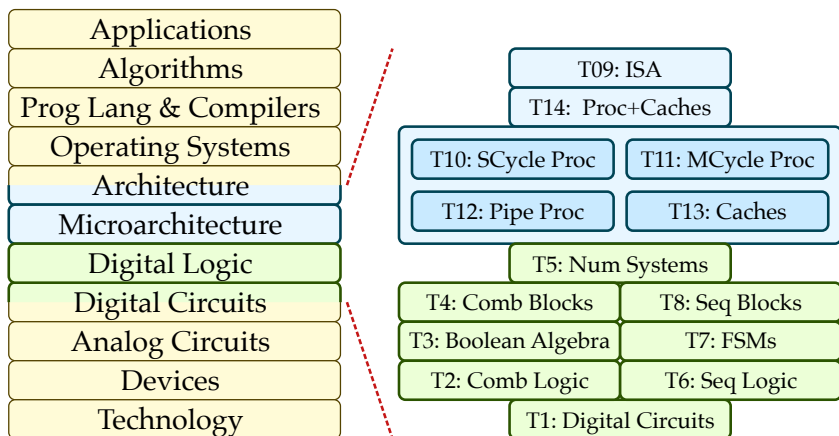 Applications
Algorithms
Prog Lang & Compilers
Operating Systems
Architecture
Microarchitecture
Digital Logic
Digital Circuits
Analog Circuits
Devices
Technology
T09: ISA
T14: Proc+Caches
T10: SCycle Proc
T11: MCycle Proc
T12: Pipe Proc
T13: Caches
T5: Num Systems
T4: Comb Blocks
T8: Seq Blocks
T3: Boolean Algebra
T7: FSMs
T2: Comb Logic
T6: Seq Logic
T1: Digital Circuits